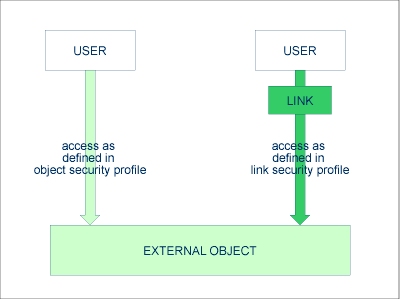 USER
USER
LINK
access as
defined in
object security profile
access as
defined in
link security profile
EXTERNAL OBJECT